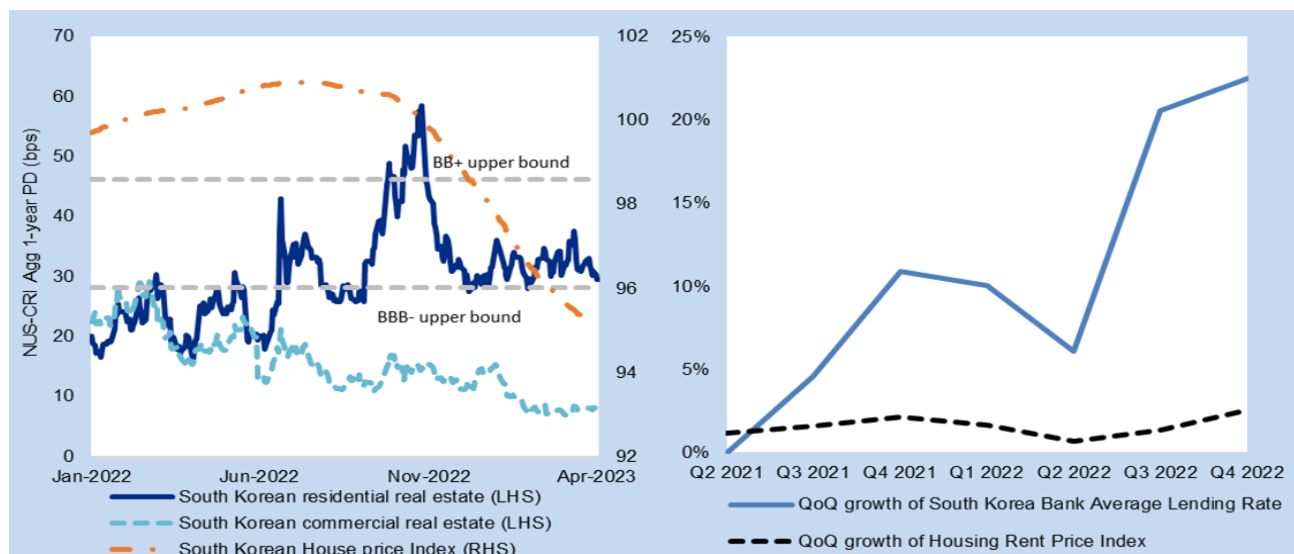 70
60
50
40
30
20
10
0
NUS-CRI Agg 1-year PD (bps)
102
100
98
96
94
92
BB+ upper bound
BBB- upper bound
Jan-2022 Jun-2022 Nov-2022 Apr-2023
South Korean residential real estate (LHS)
South Korean commercial real estate (LHS)
South Korean House price Index (RHS)
25%
20%
15%
10%
5%
0%
Q2 2021 Q3 2021 Q4 2021 Q1 2022 Q2 2022 Q3 2022 Q4 2022
QoQ growth of South Korea Bank Average Lending Rate
QoQ growth of Housing Rent Price Index